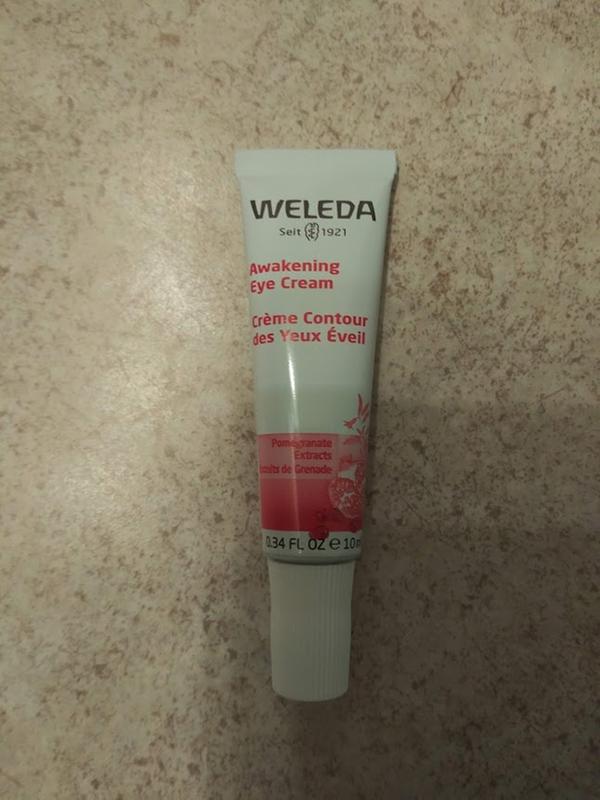 WELEDA
Seit 1921
Awakening
Eye Cream
Crème Contour
des Yeux Éveil
Pomegranate
Extracts
de Grenade
0.34 FL OZ ℮ 10